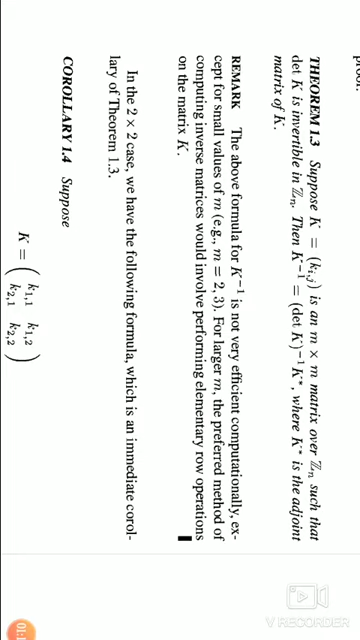 proof.
THEOREM 1.3 Suppose K = (k_{i,j}) is an m × m matrix over ℤ_n such that
det K is invertible in ℤ_n. Then K^{-1} = (det K)^{-1}K*, where K* is the adjoint
matrix of K.
REMARK The above formula for K^{-1} is not very efficient computationally, ex-
cept for small values of m (e.g., m = 2, 3). For larger m, the preferred method of
computing inverse matrices would involve performing elementary row operations
on the matrix K.
In the 2 × 2 case, we have the following formula, which is an immediate corol-
lary of Theorem 1.3.
COROLLARY 1.4 Suppose
K = ( k_{1,1} k_{1,2}
k_{2,1} k_{2,2} )
V RECORDER